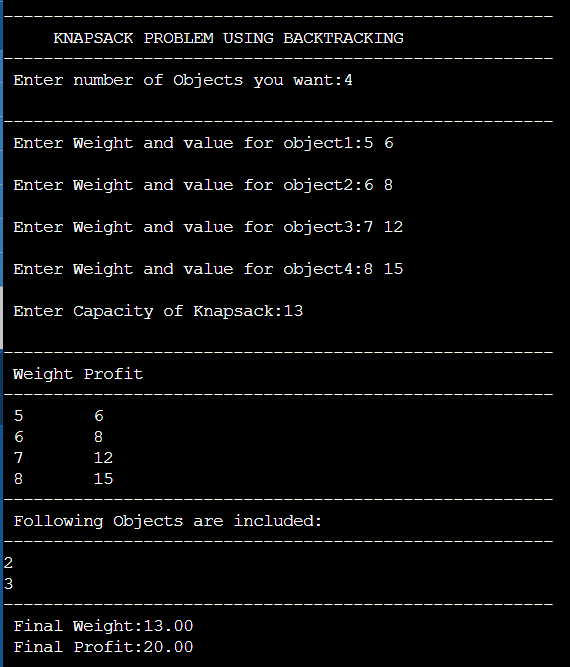 KNAPSACK PROBLEM USING BACKTRACKING
Enter number of Objects you want:4
Enter Weight and value for object1:5 6
Enter Weight and value for object2:6 8
Enter Weight and value for object3:7 12
Enter Weight and value for object4:8 15
Enter Capacity of Knapsack:13
Weight Profit
5 6
6 8
7 12
8 15
Following Objects are included:
2
3
Final Weight:13.00
Final Profit:20.00